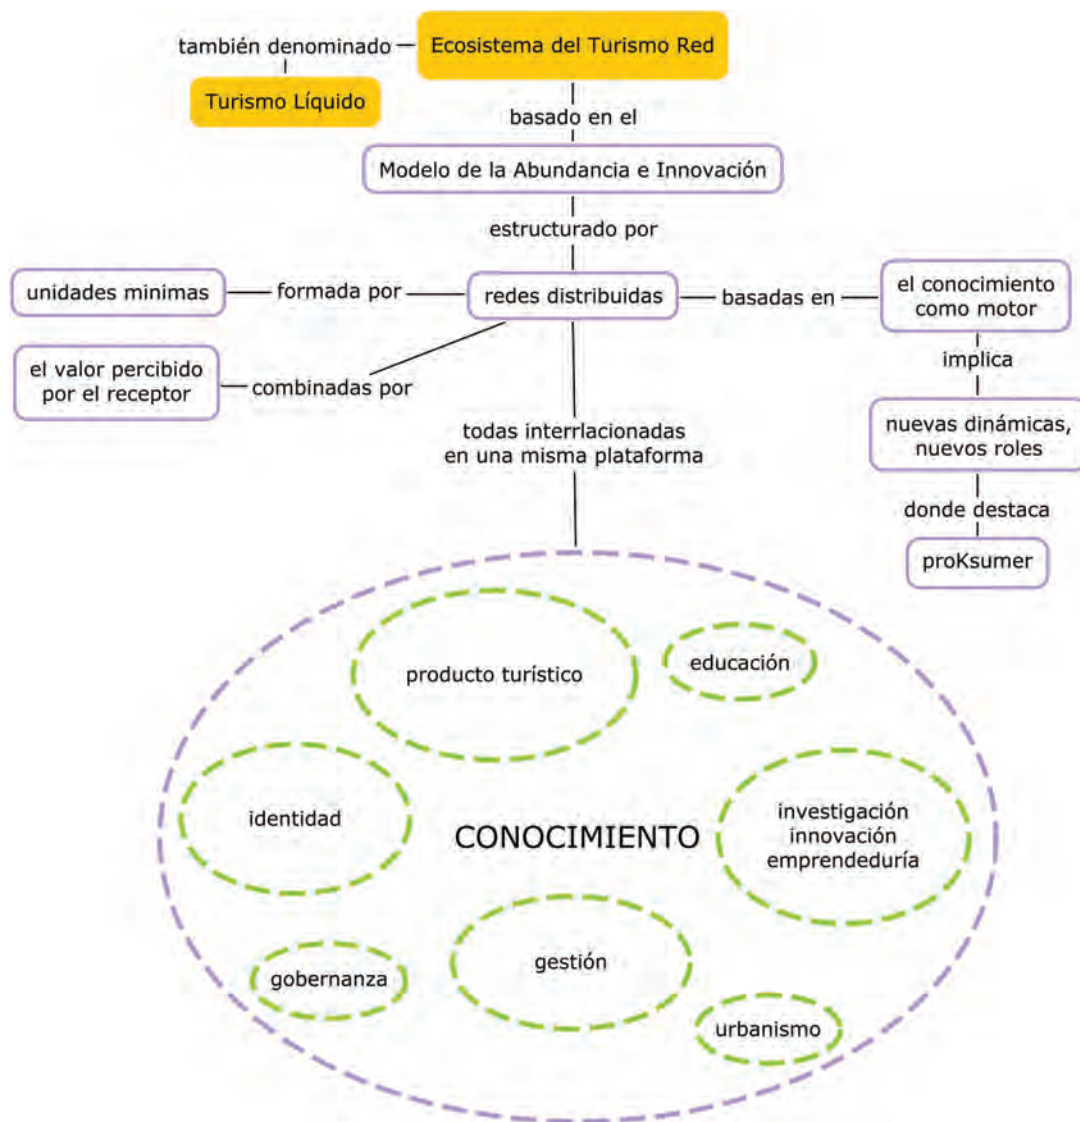 también denominado
Ecosistema del Turismo Red
Turismo Líquido
basado en el
Modelo de la Abundancia e Innovación
estructurado por
unidades minimas
formada por
redes distribuidas
basadas en
el conocimiento
como motor
el valor percibido
por el receptor
combinadas por
implica
todas interrlacionadas
en una misma plataforma
nuevas dinámicas,
nuevos roles
donde destaca
proKsumer
producto turístico
educación
identidad
CONOCIMIENTO
investigación
innovación
emprendeduría
gobernanza
gestión
urbanismo